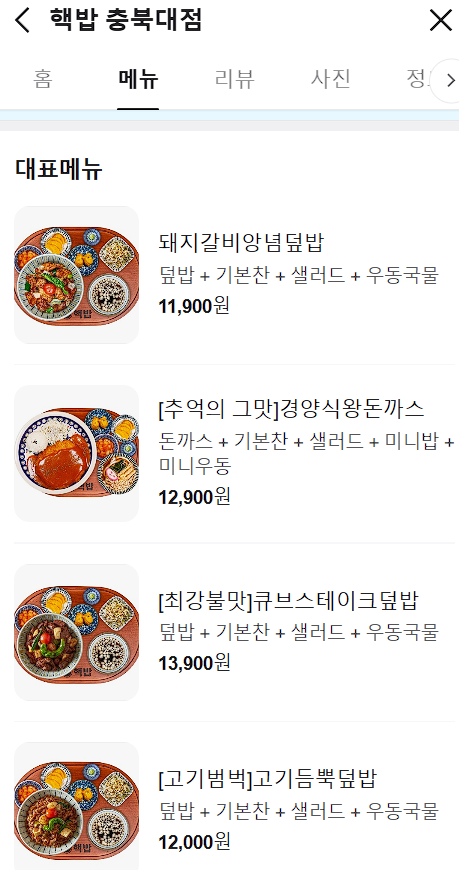 핵밥 충북대점
홈 메뉴 리뷰 사진
대표메뉴
돼지갈비앙념덮밥
덮밥 + 기본찬 + 샐러드 + 우동국물
11,900원
[추억의 그맛]경양식왕돈까스
돈까스 + 기본찬 + 샐러드 + 미니밥 +
미니우동
12,900원
[최강불맛]큐브스테이크덮밥
덮밥 + 기본찬 + 샐러드 + 우동국물
13,900원
[고기범벅]고기듬뿍덮밥
덮밥 + 기본찬 + 샐러드 + 우동국물
12,000원